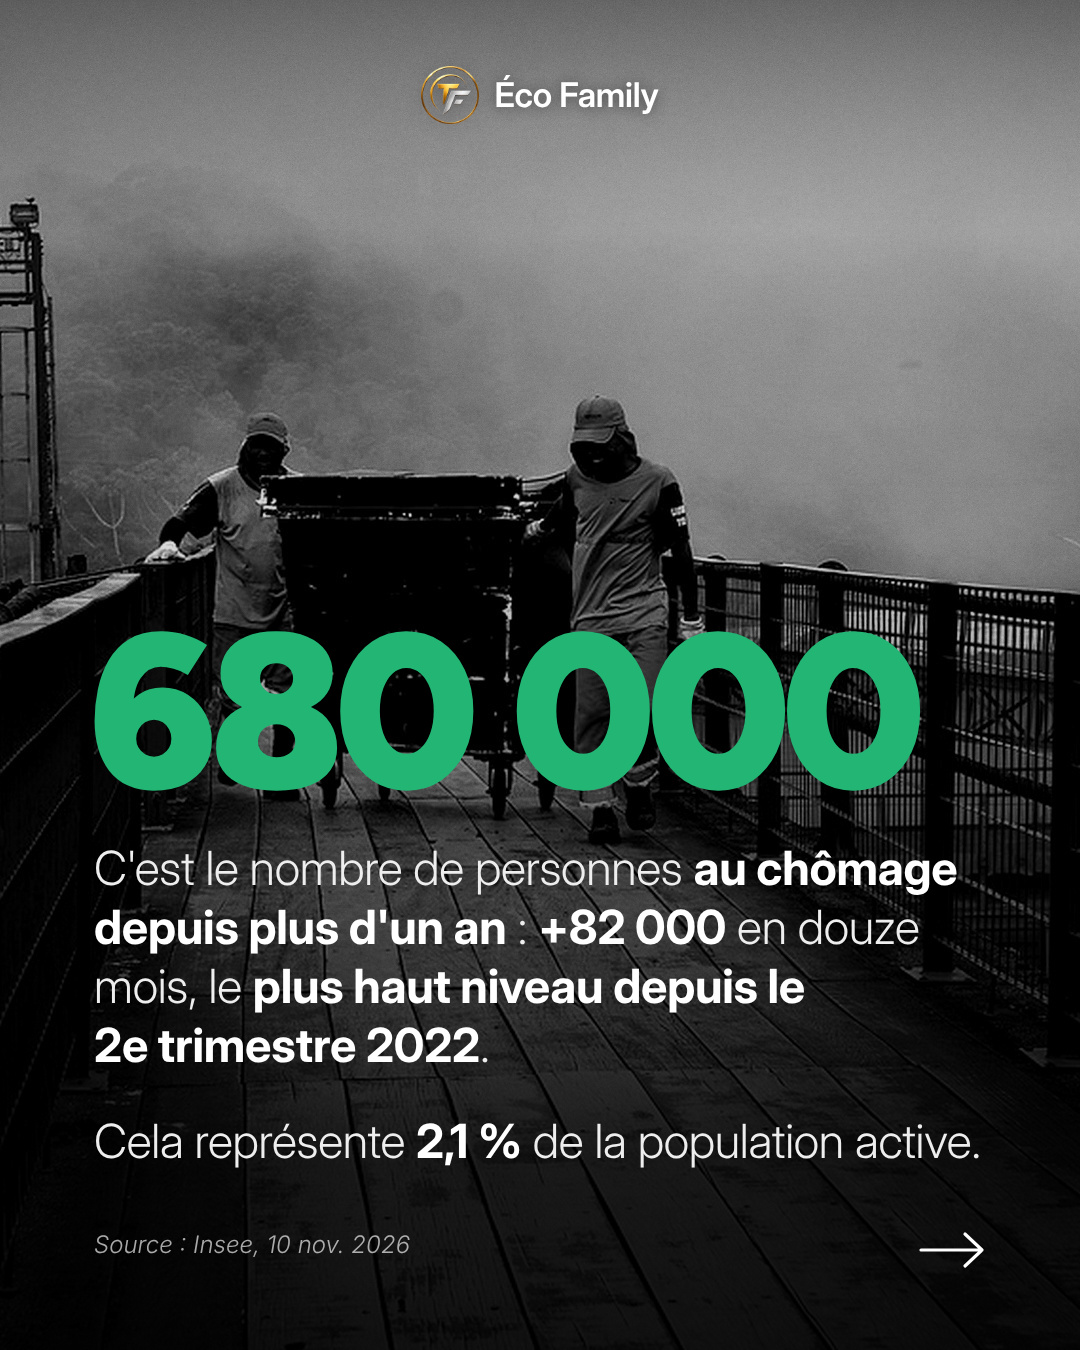 TF Éco Family
680 000
C'est le nombre de personnes au chômage
depuis plus d'un an : +82 000 en douze
mois, le plus haut niveau depuis le
2e trimestre 2022.
Cela représente 2,1 % de la population active.
Source : Insee, 10 nov. 2026